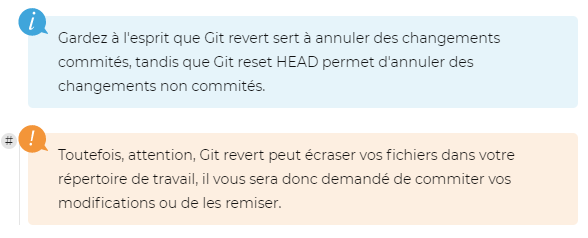 i
Gardez à l'esprit que Git revert sert à annuler des changements
commités, tandis que Git reset HEAD permet d'annuler des
changements non commités.
#
!
Toutefois, attention, Git revert peut écraser vos fichiers dans votre
répertoire de travail, il vous sera donc demandé de commiter vos
modifications ou de les remiser.